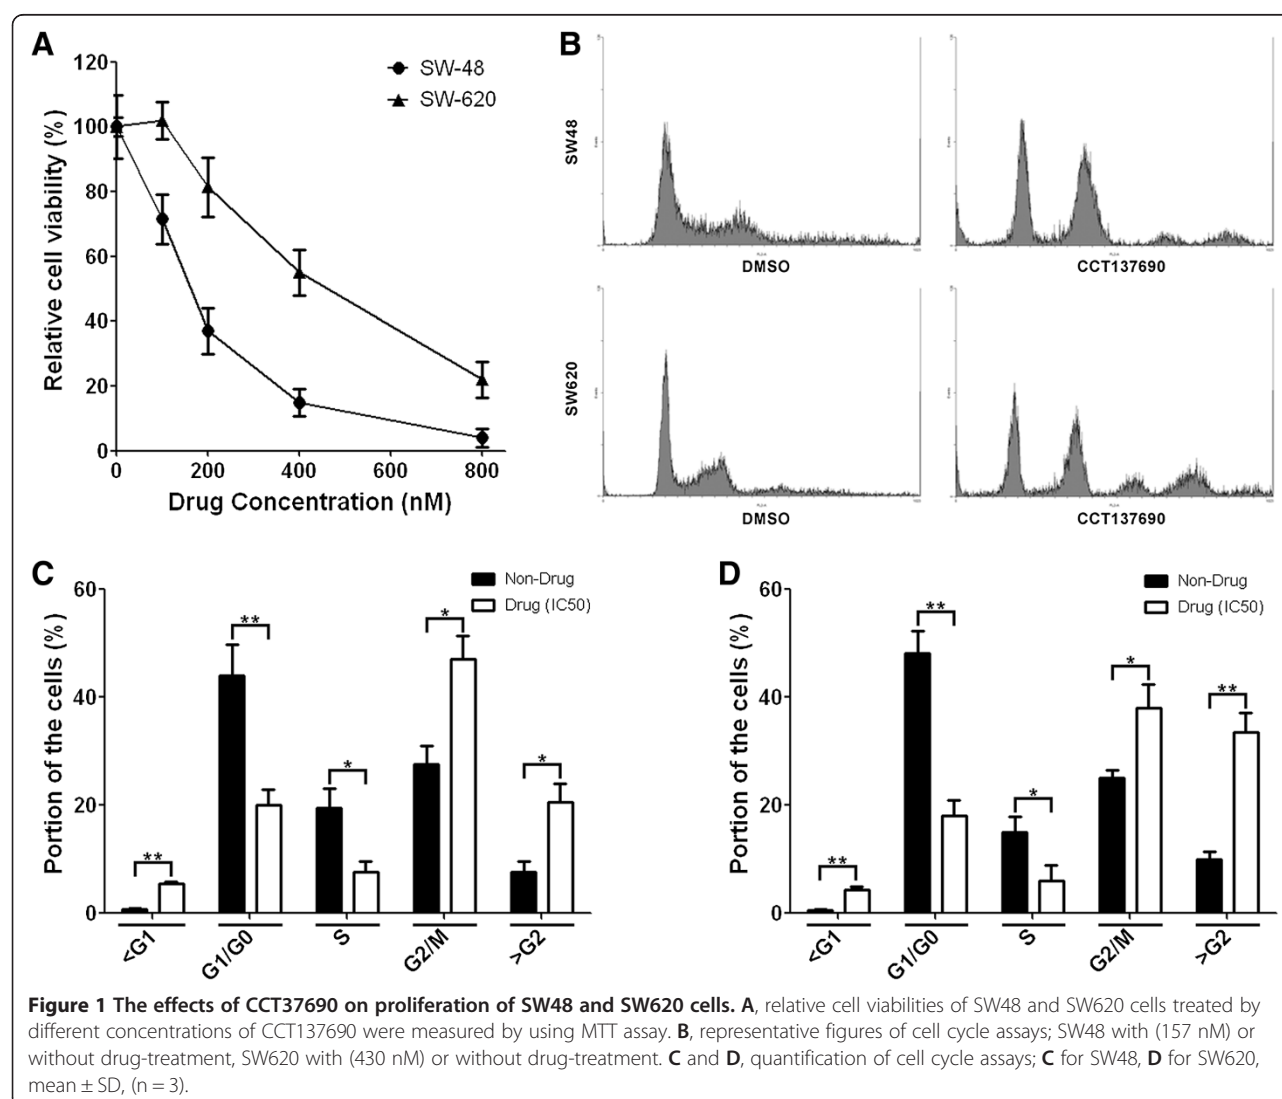 A
120
100
80
60
40
20
0
Relative cell viability (%)
SW-48
SW-620
0 200 400 600 800
Drug Concentration (nM)
B
SW48
DMSO
CCT137690
SW620
DMSO
CCT137690
C
60
40
20
0
Portion of the cells (%)
Non-Drug
Drug (IC50)
**
**
*
*
*
<G1 G1/G0 S G2/M >G2
D
60
40
20
0
Portion of the cells (%)
Non-Drug
Drug (IC50)
**
**
*
*
**
<G1 G1/G0 S G2/M >G2
Figure 1 The effects of CCT37690 on proliferation of SW48 and SW620 cells. A, relative cell viabilities of SW48 and SW620 cells treated by
different concentrations of CCT137690 were measured by using MTT assay. B, representative figures of cell cycle assays; SW48 with (157 nM) or
without drug-treatment, SW620 with (430 nM) or without drug-treatment. C and D, quantification of cell cycle assays; C for SW48, D for SW620,
mean ± SD, (n = 3).